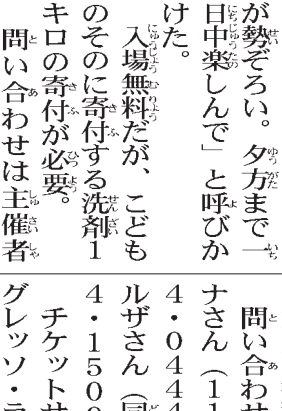 が勢ぞろい。夕方まで一
日中楽しんで」と呼びか
けた。
入場無料だが、こども
のそのに寄付する洗剤1
キロの寄付が必要。
問い合わせは主催者
問い合わせ
ナさん(11
4・0444
ルザさん(
4・150
チケットせ
グレッソ・ラ